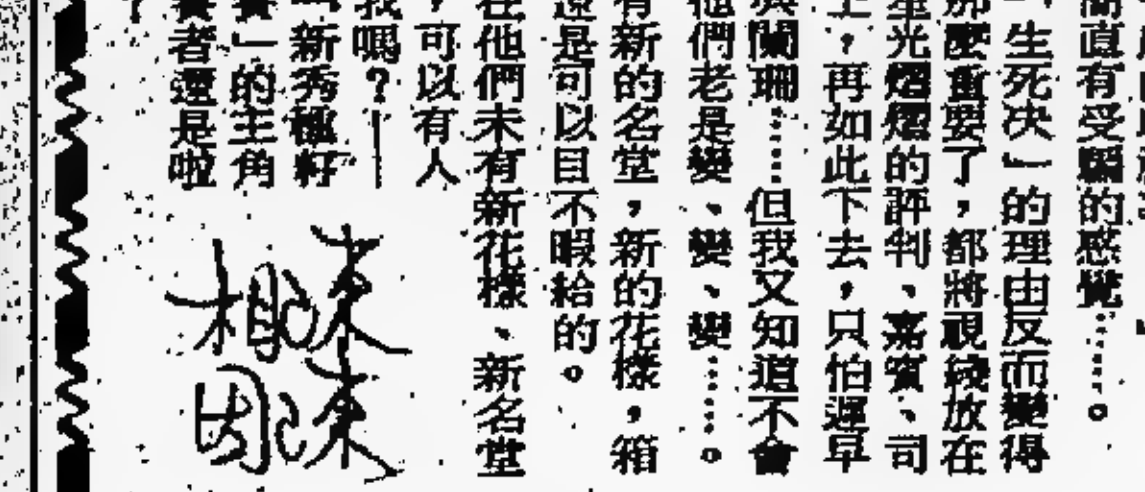 簡直有受騙的感覺……。
「生死決」的理由反而變得
那麼重要了，都將視綫放在
星光熠熠的評判、嘉賓、司
上，再如此下去，只怕遲早
興闌珊……但我又知道不會
他們老是變、變、變……。
有新的名堂，新的花樣，箱
還是可以目不暇給的。
在他們未有新花樣、新名堂
，可以有人
我嗎？—
新秀
」的主角
者還是啦
？